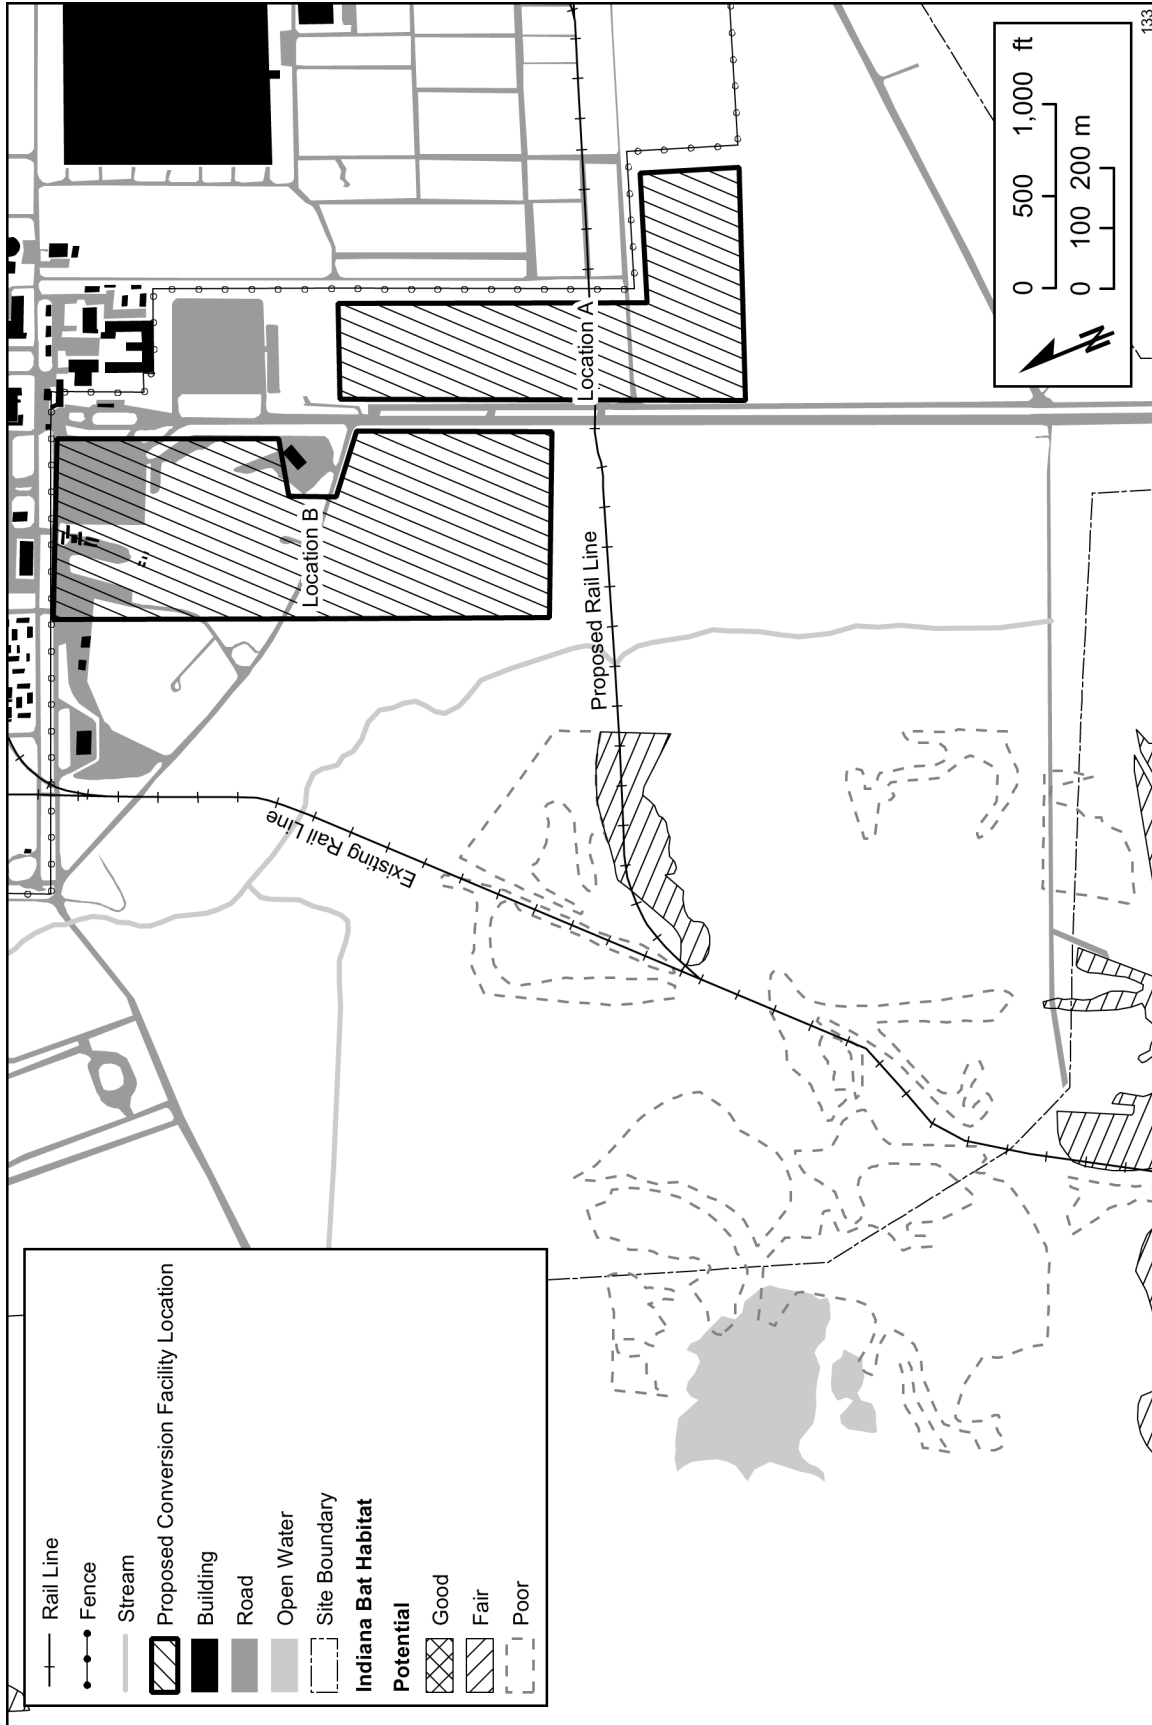 Rail Line
Fence
Stream
Proposed Conversion Facility Location
Building
Road
Open Water
Site Boundary
Indiana Bat Habitat
Potential
Good
Fair
Poor
Existing Rail Line
Proposed Rail Line
Location B
Location A
0 500 1,000 ft
0 100 200 m
N
133